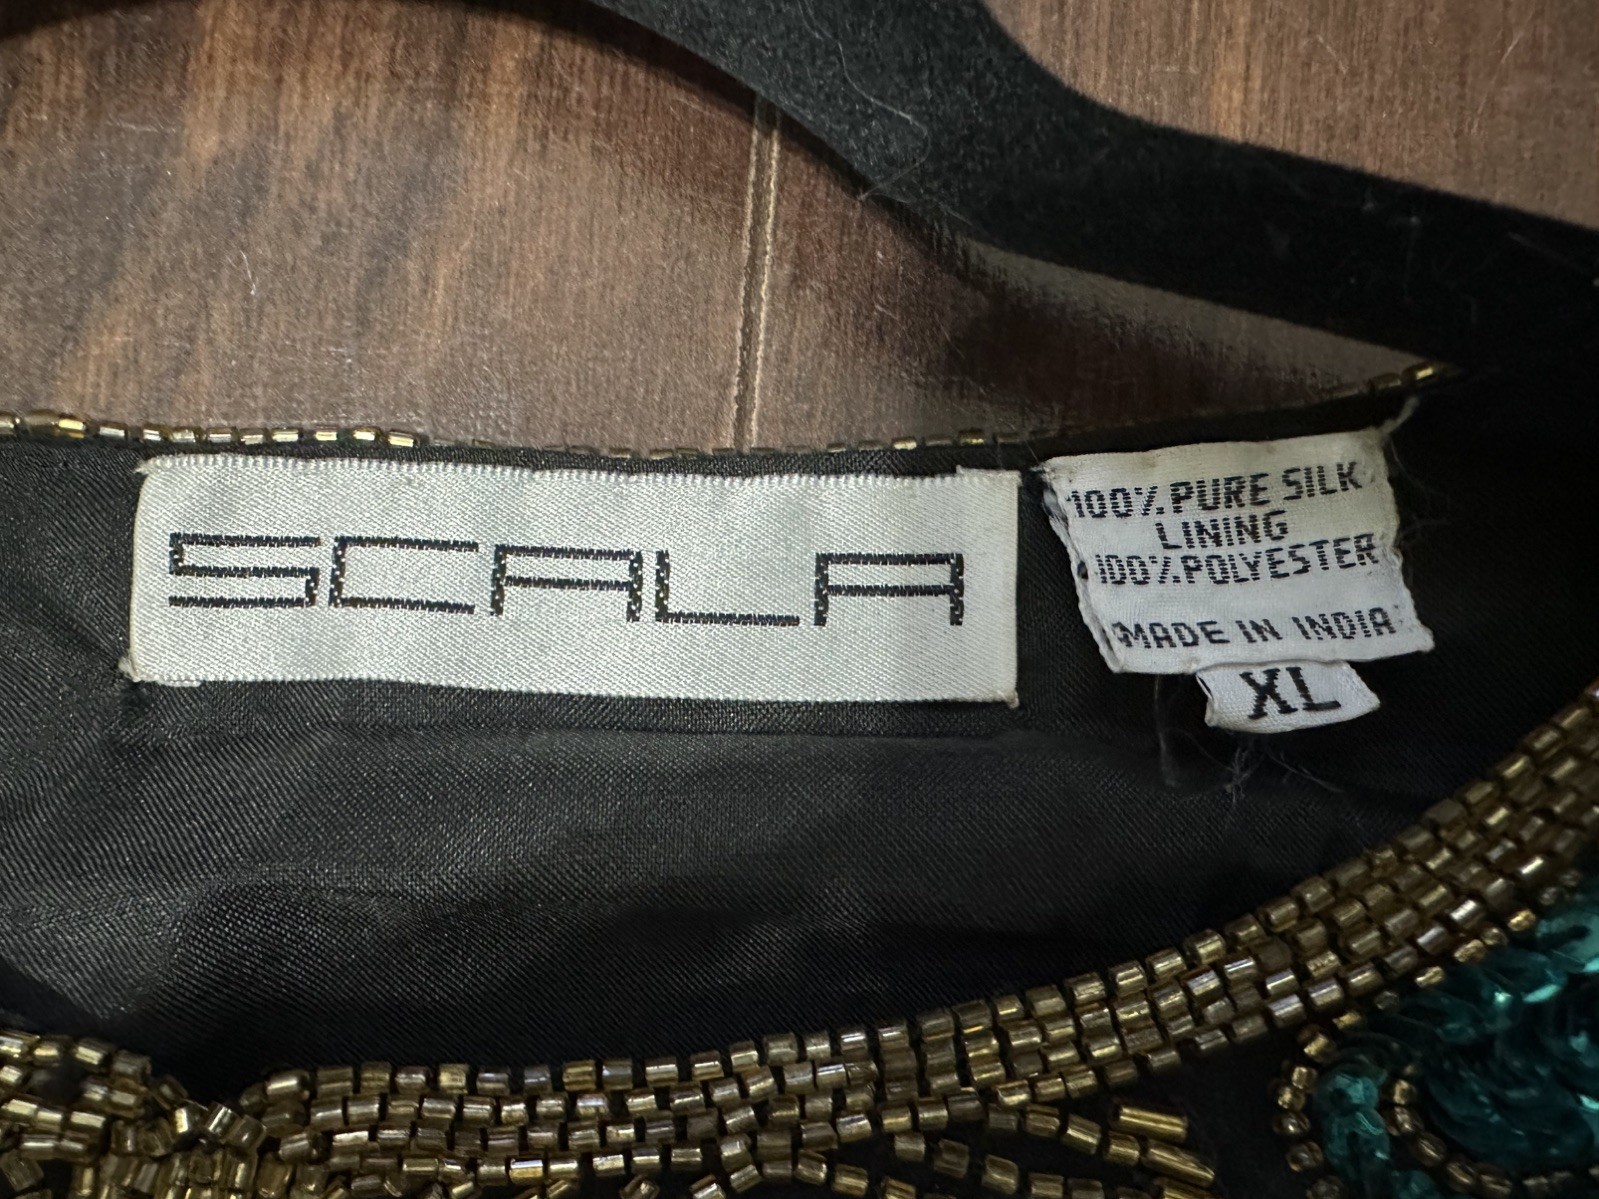 SCALA
100% PURE SILK
LINING
100% POLYESTER
MADE IN INDIA
XL